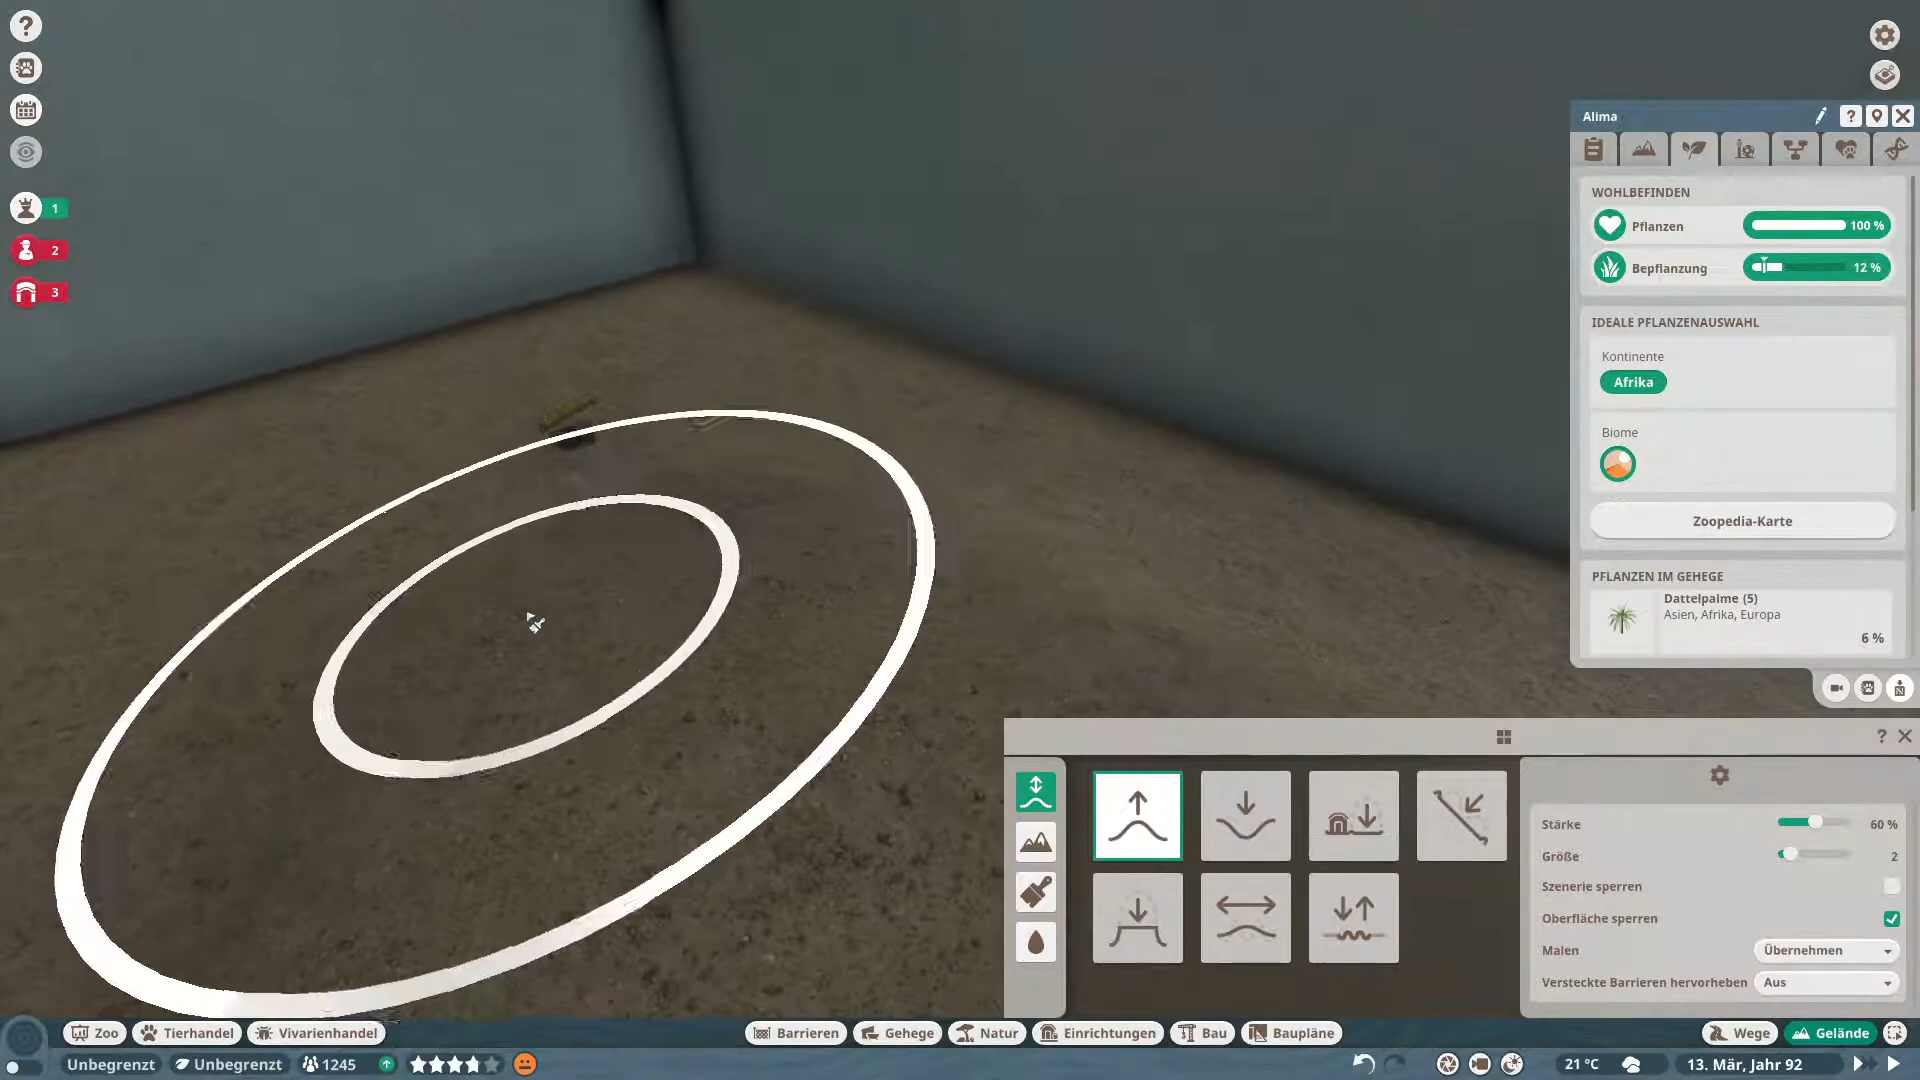 1
2
3
Alima
?
WOHLBEFINDEN
Pflanzen
100 %
Bepflanzung
12 %
IDEALE PFLANZENAUSWAHL
Kontinente
Afrika
Biome
Zoopedia-Karte
PFLANZEN IM GEHEGE
Dattelpalme (5)
Asien, Afrika, Europa
6 %
?
Stärke
60 %
Größe
2
Szenerie sperren
Oberfläche sperren
Malen
Übernehmen
Versteckte Barrieren hervorheben
Aus
Zoo
Tierhandel
Vivarienhandel
Barrieren
Gehege
Natur
Einrichtungen
Bau
Baupläne
Wege
Gelände
Unbegrenzt
Unbegrenzt
1245
21 °C
13. Mär, Jahr 92